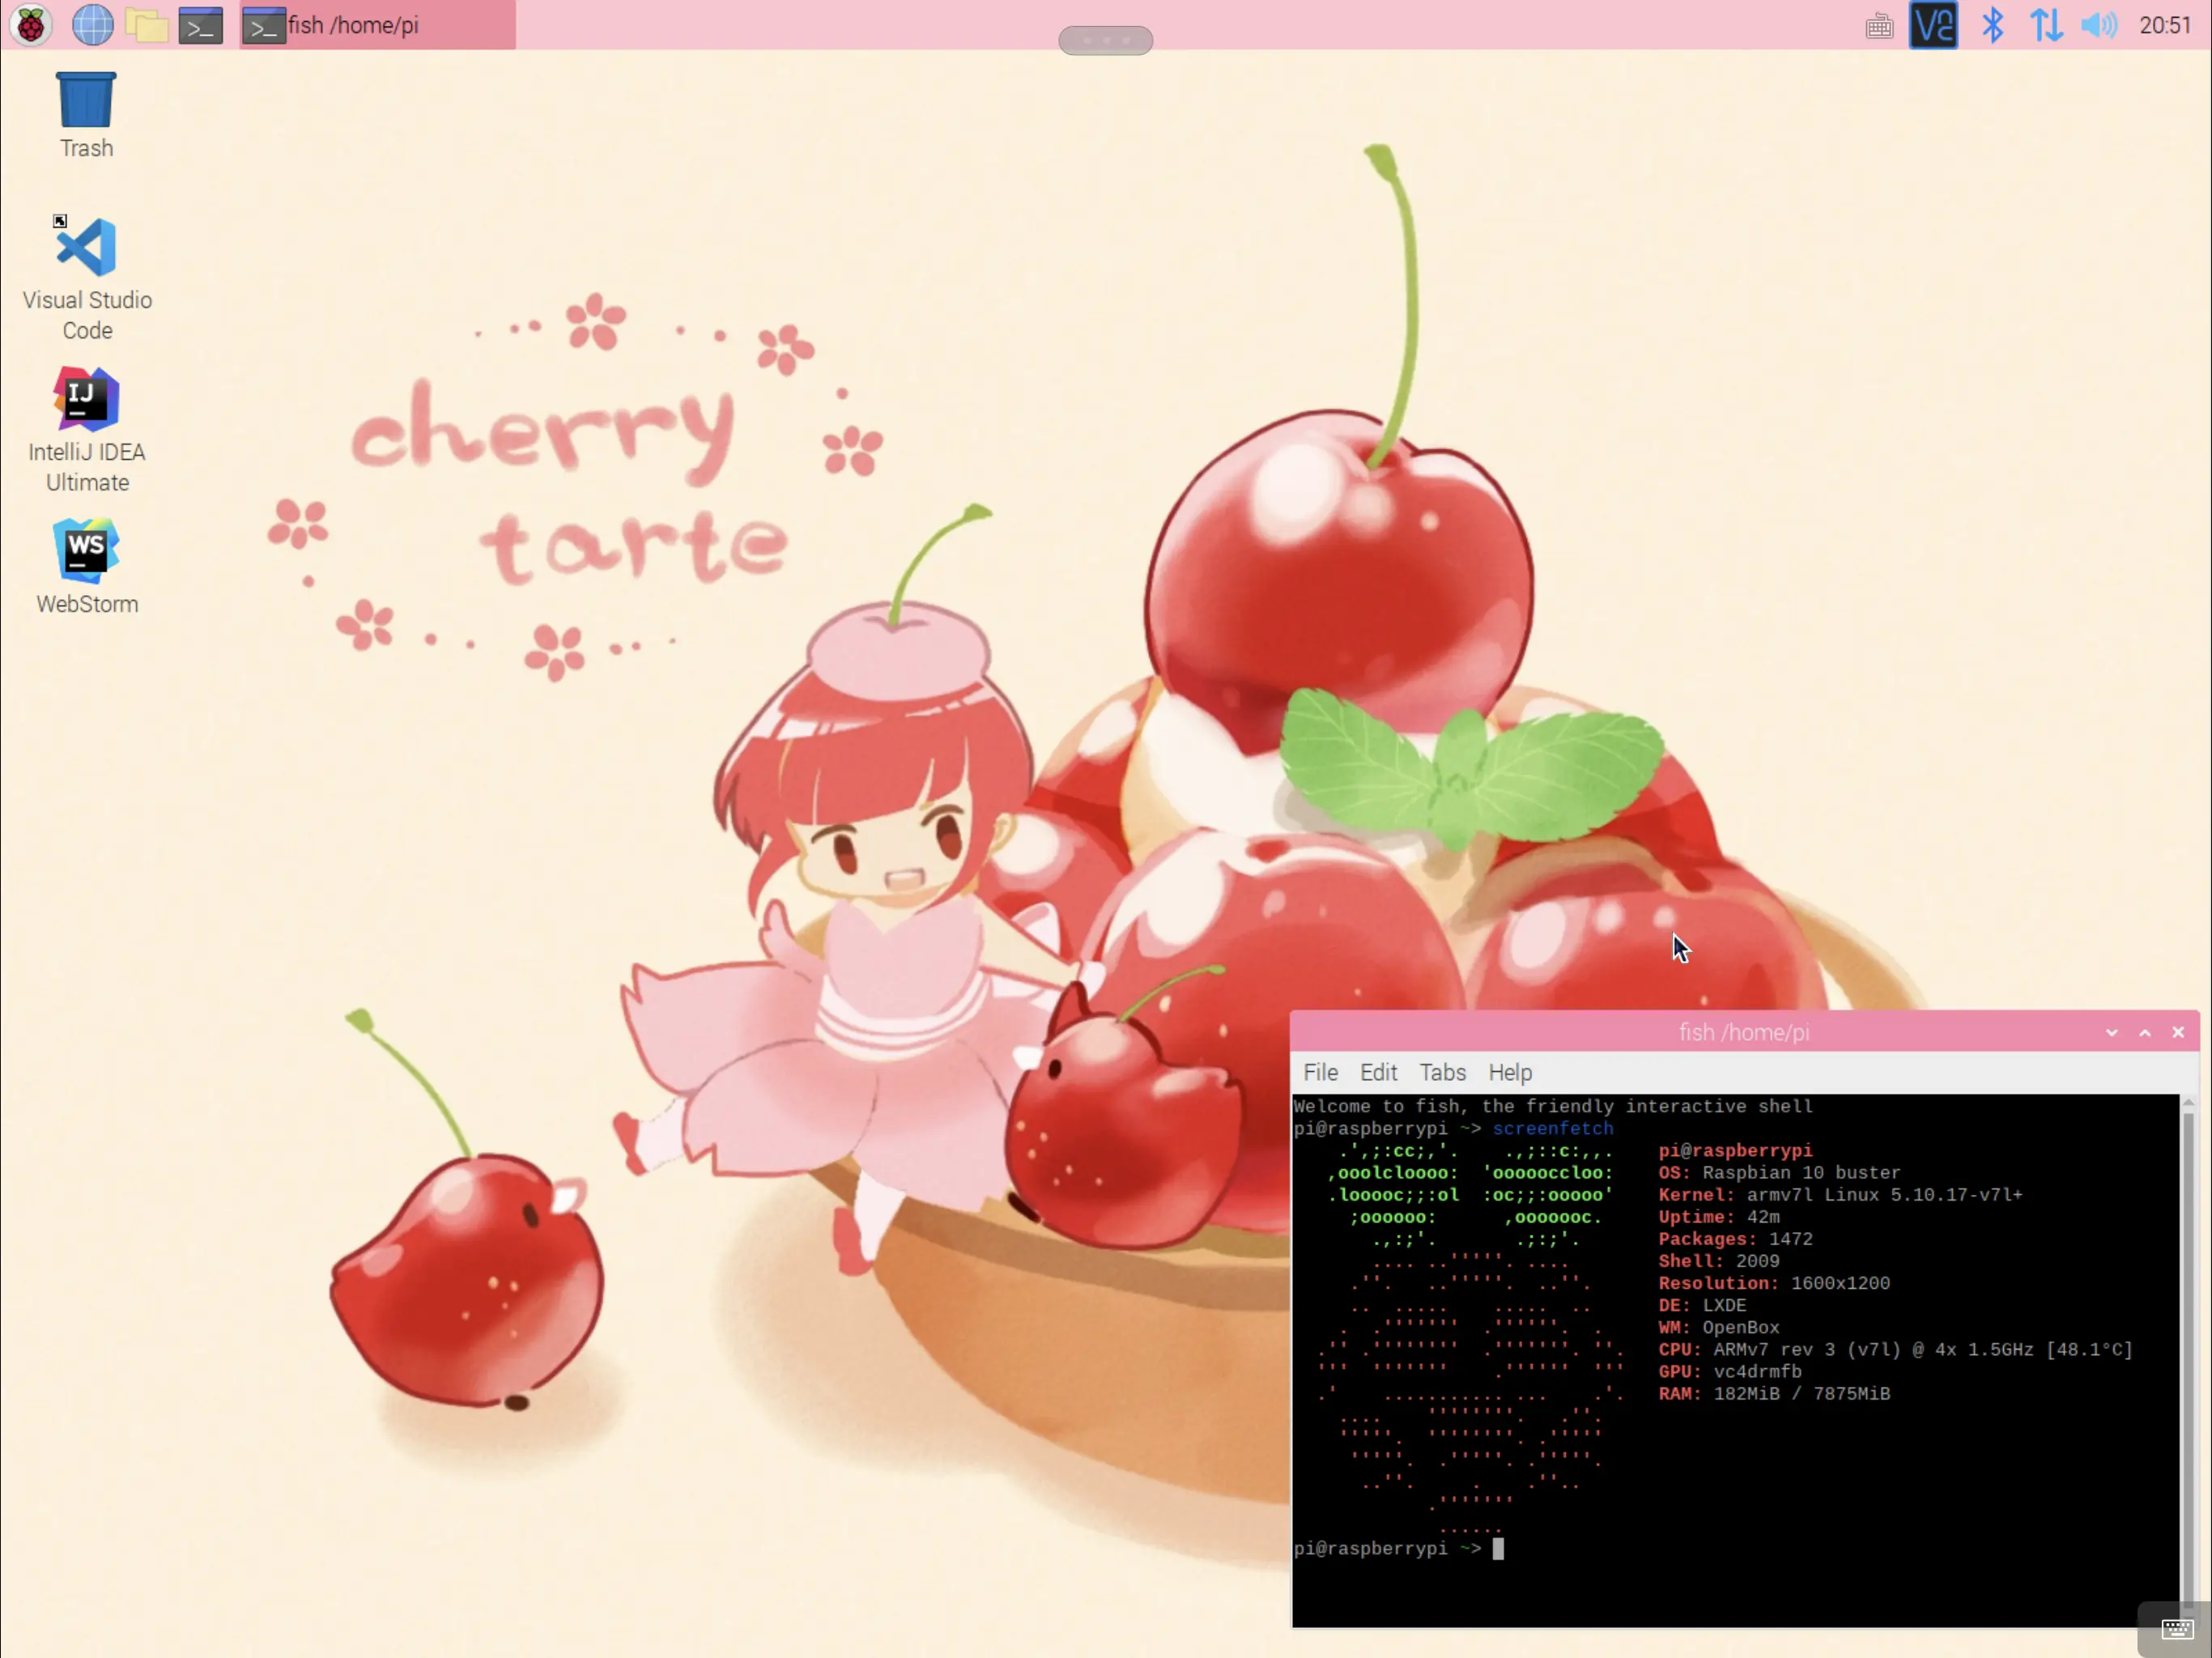 fish /home/pi
20:51
Trash
Visual Studio
Code
IJ
IntelliJ IDEA
Ultimate
WS
WebStorm
cherry
tarte
fish /home/pi
File Edit Tabs Help
Welcome to fish, the friendly interactive shell
pi@raspberrypi ~> screenfetch
pi@raspberrypi
OS: Raspbian 10 buster
Kernel: armv7l Linux 5.10.17-v7l+
Uptime: 42m
Packages: 1472
Shell: 2009
Resolution: 1600x1200
DE: LXDE
WM: OpenBox
CPU: ARMv7 rev 3 (v7l) @ 4x 1.5GHz [48.1°C]
GPU: vc4drmfb
RAM: 182MiB / 7875MiB
pi@raspberrypi ~>